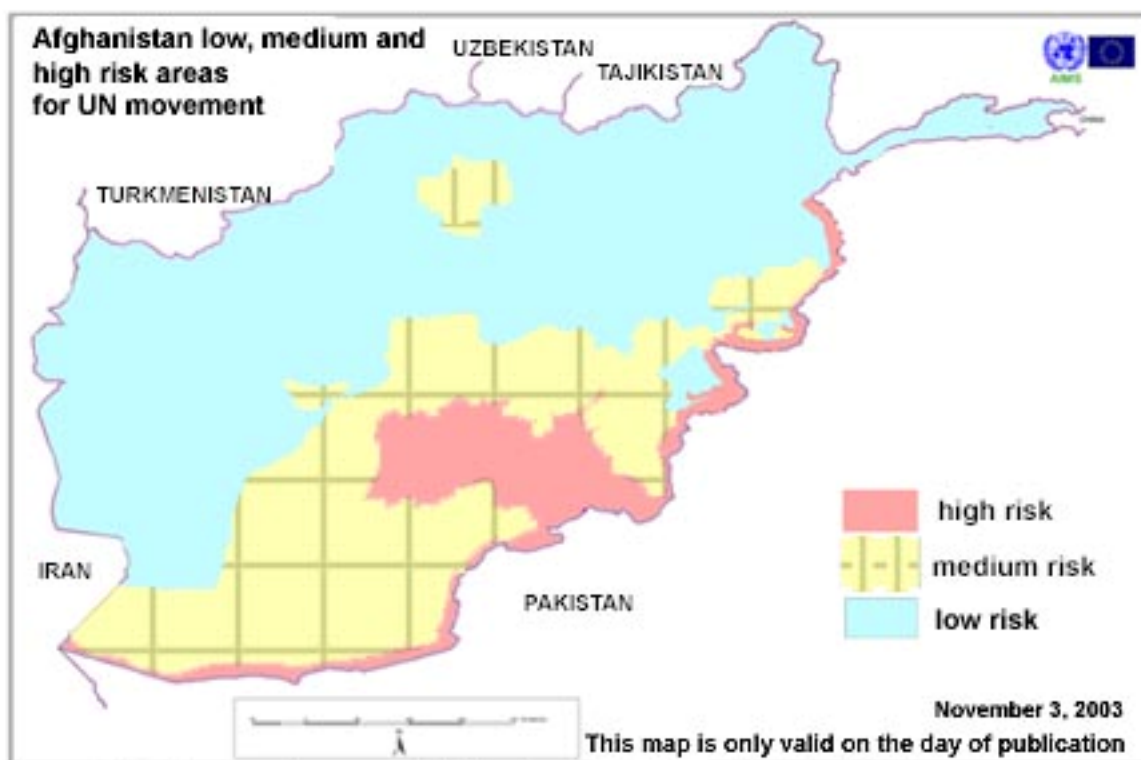 Afghanistan low, medium and
high risk areas
for UN movement
UZBEKISTAN
TAJIKISTAN
AIMS
TURKMENISTAN
IRAN
PAKISTAN
high risk
medium risk
low risk
November 3, 2003
This map is only valid on the day of publication